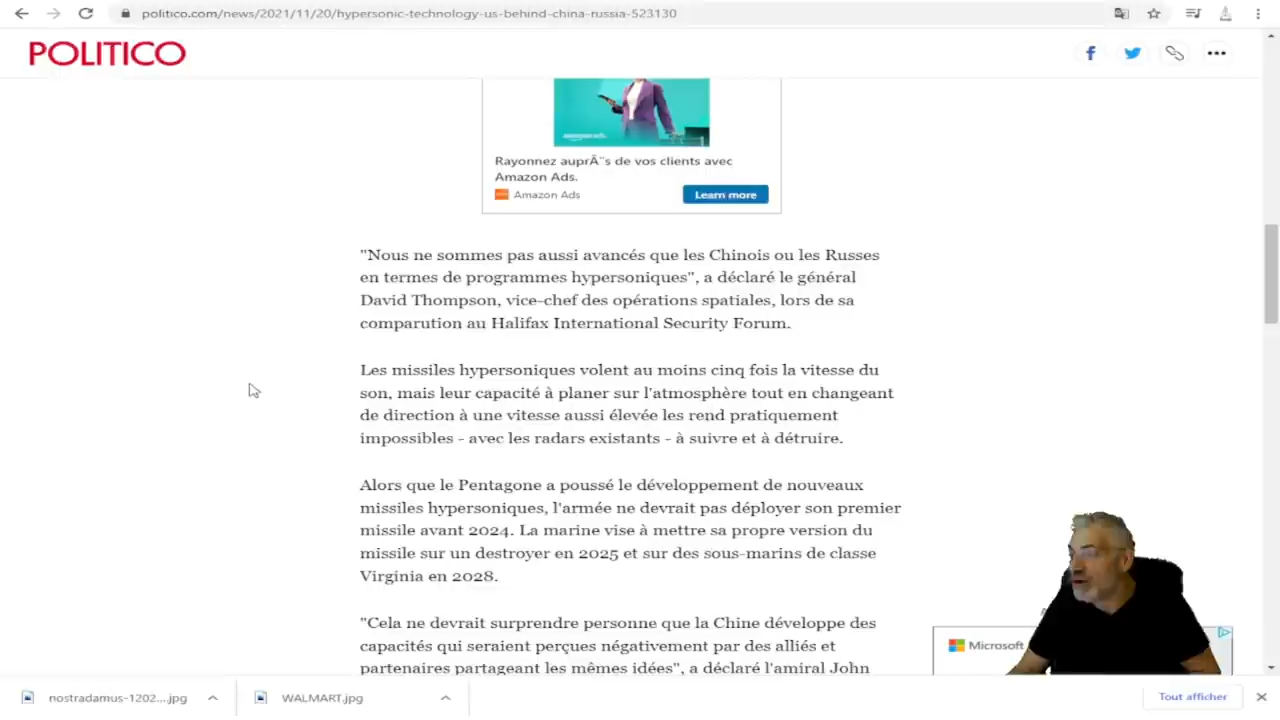 politico.com/news/2021/11/20/hypersonic-technology-us-behind-china-russia-523130
POLITICO
Rayonnez auprÃ¨s de vos clients avec
Amazon Ads.
Amazon Ads
Learn more
"Nous ne sommes pas aussi avancés que les Chinois ou les Russes
en termes de programmes hypersoniques", a déclaré le général
David Thompson, vice-chef des opérations spatiales, lors de sa
comparution au Halifax International Security Forum.
Les missiles hypersoniques volent au moins cinq fois la vitesse du
son, mais leur capacité à planer sur l'atmosphère tout en changeant
de direction à une vitesse aussi élevée les rend pratiquement
impossibles - avec les radars existants - à suivre et à détruire.
Alors que le Pentagone a poussé le développement de nouveaux
missiles hypersoniques, l'armée ne devrait pas déployer son premier
missile avant 2024. La marine vise à mettre sa propre version du
missile sur un destroyer en 2025 et sur des sous-marins de classe
Virginia en 2028.
"Cela ne devrait surprendre personne que la Chine développe des
capacités qui seraient perçues négativement par des alliés et
partenaires partageant les mêmes idées", a déclaré l'amiral John
Microsoft
nostradamus-1202....jpg
WALMART.jpg
Tout afficher